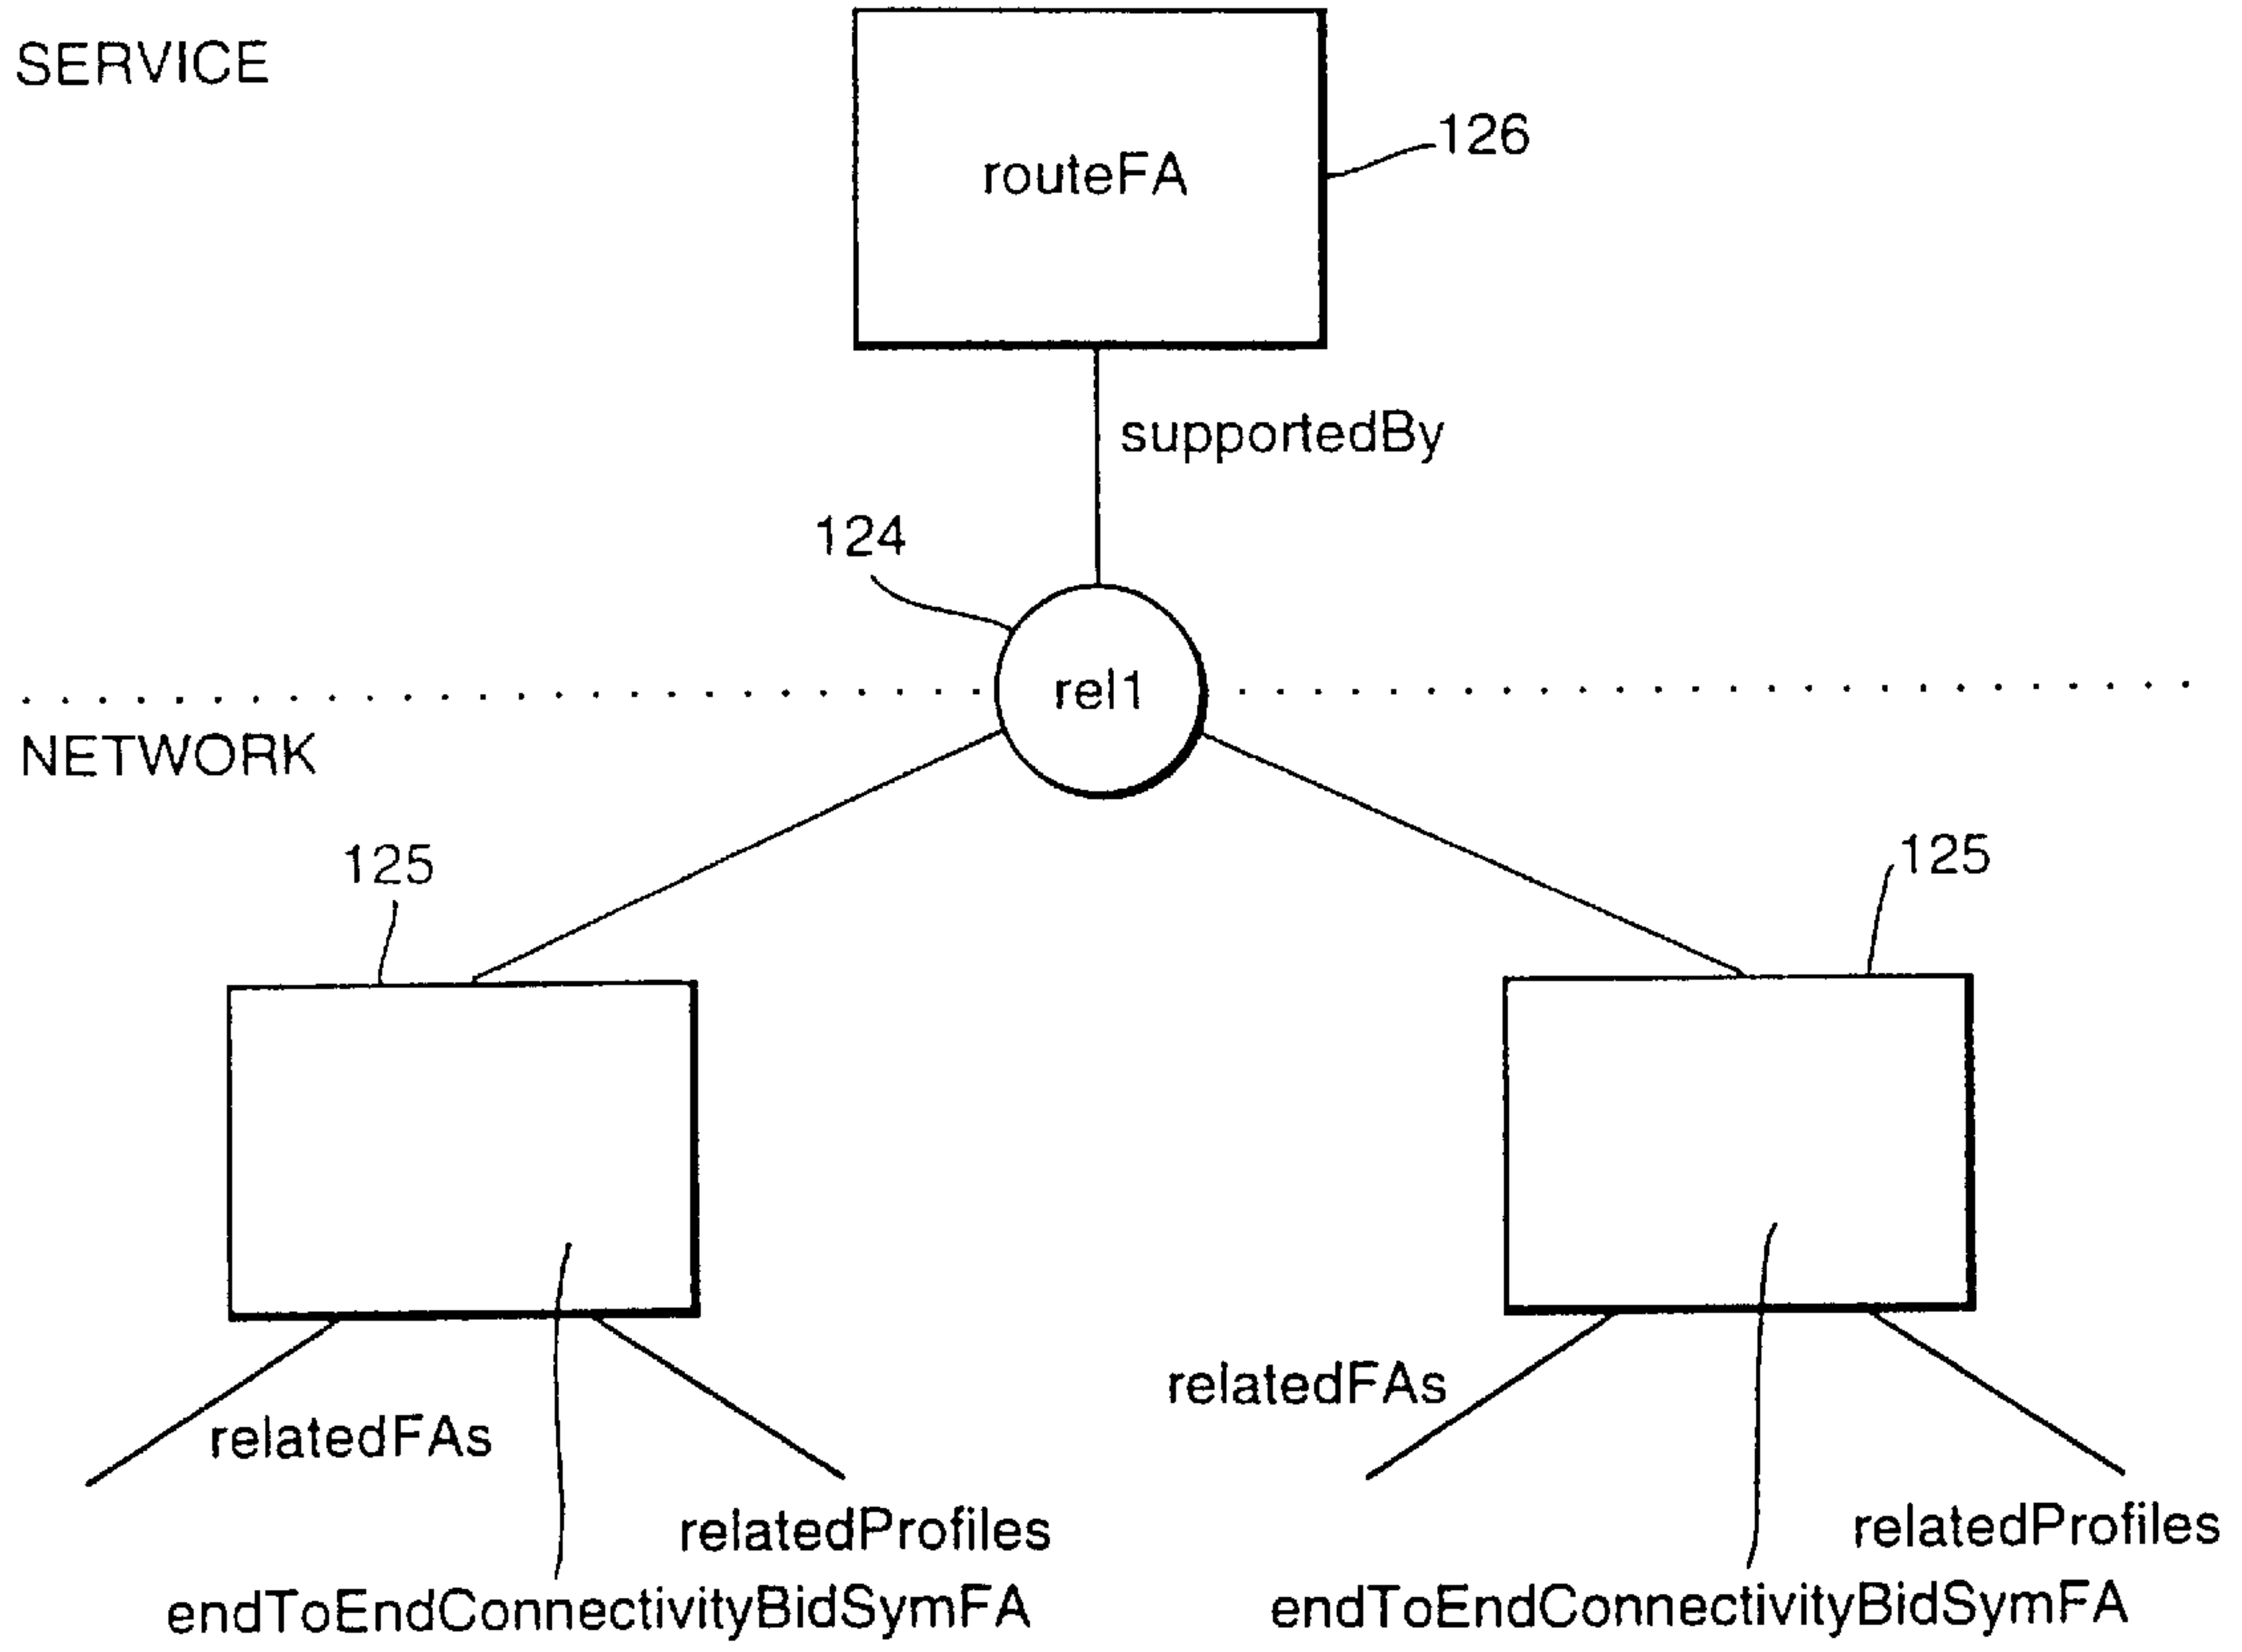 SERVICE
126
routeFA
supportedBy
124
rel1
NETWORK
125
125
relatedFAs
relatedFAs
relatedProfiles
relatedProfiles
endToEndConnectivityBidSymFA
endToEndConnectivityBidSymFA